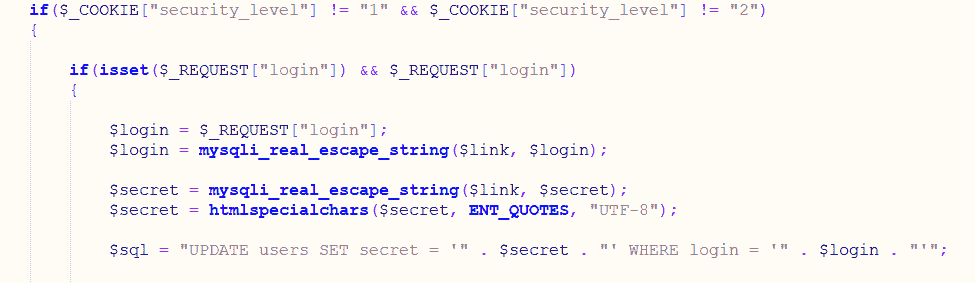 if($_COOKIE["security_level"] != "1" && $_COOKIE["security_level"] != "2")
{
if(isset($_REQUEST["login"]) && $_REQUEST["login"])
{
$login = $_REQUEST["login"];
$login = mysqli_real_escape_string($link, $login);
$secret = mysqli_real_escape_string($link, $secret);
$secret = htmlspecialchars($secret, ENT_QUOTES, "UTF-8");
$sql = "UPDATE users SET secret = '" . $secret . "' WHERE login = '" . $login . "'";